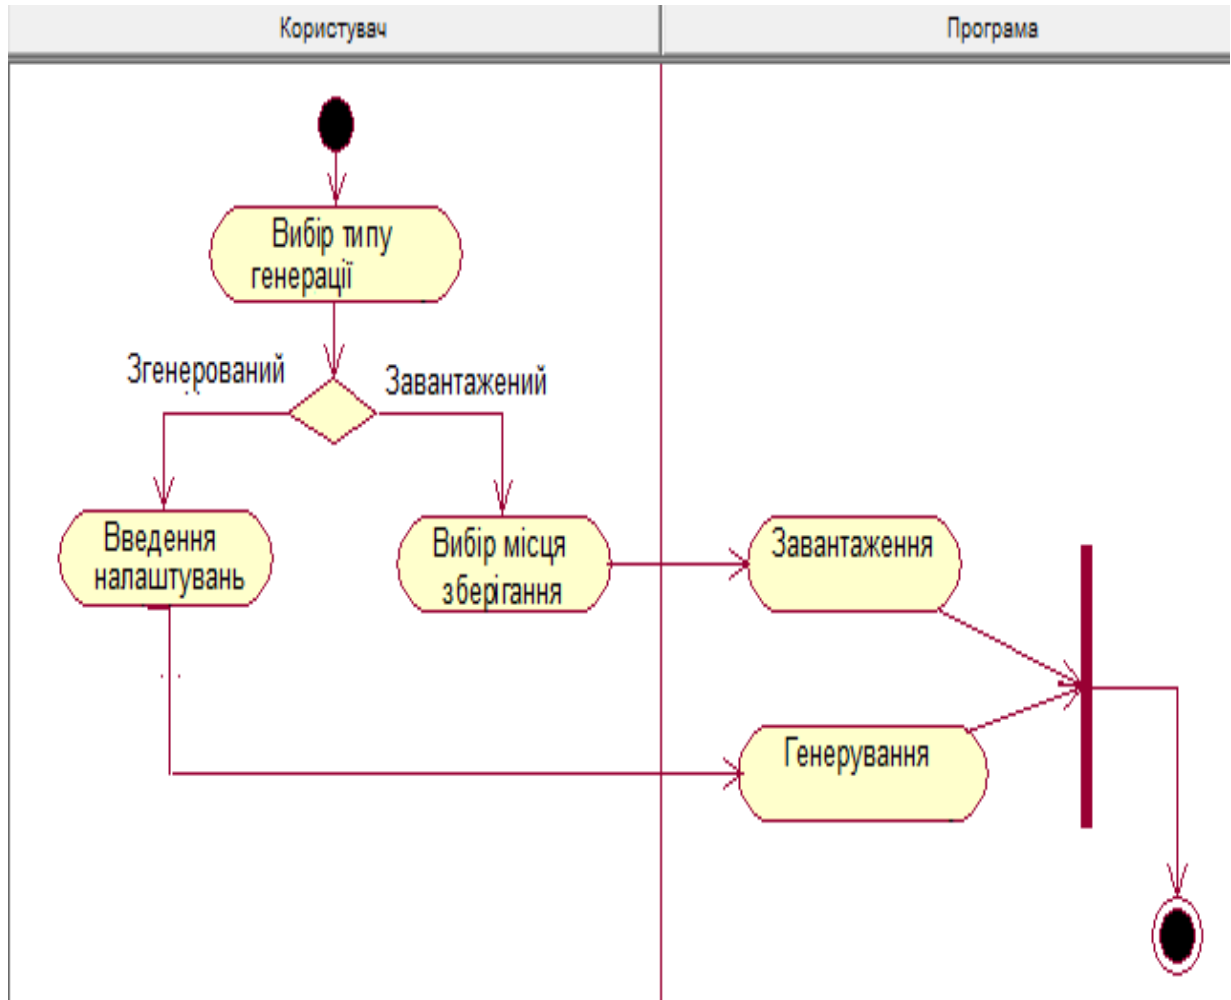 Користувач
Програма
Вибір типу
генерації
Згенерований
Завантажений
Введення
налаштувань
Вибір місця
зберігання
Завантаження
Генерування